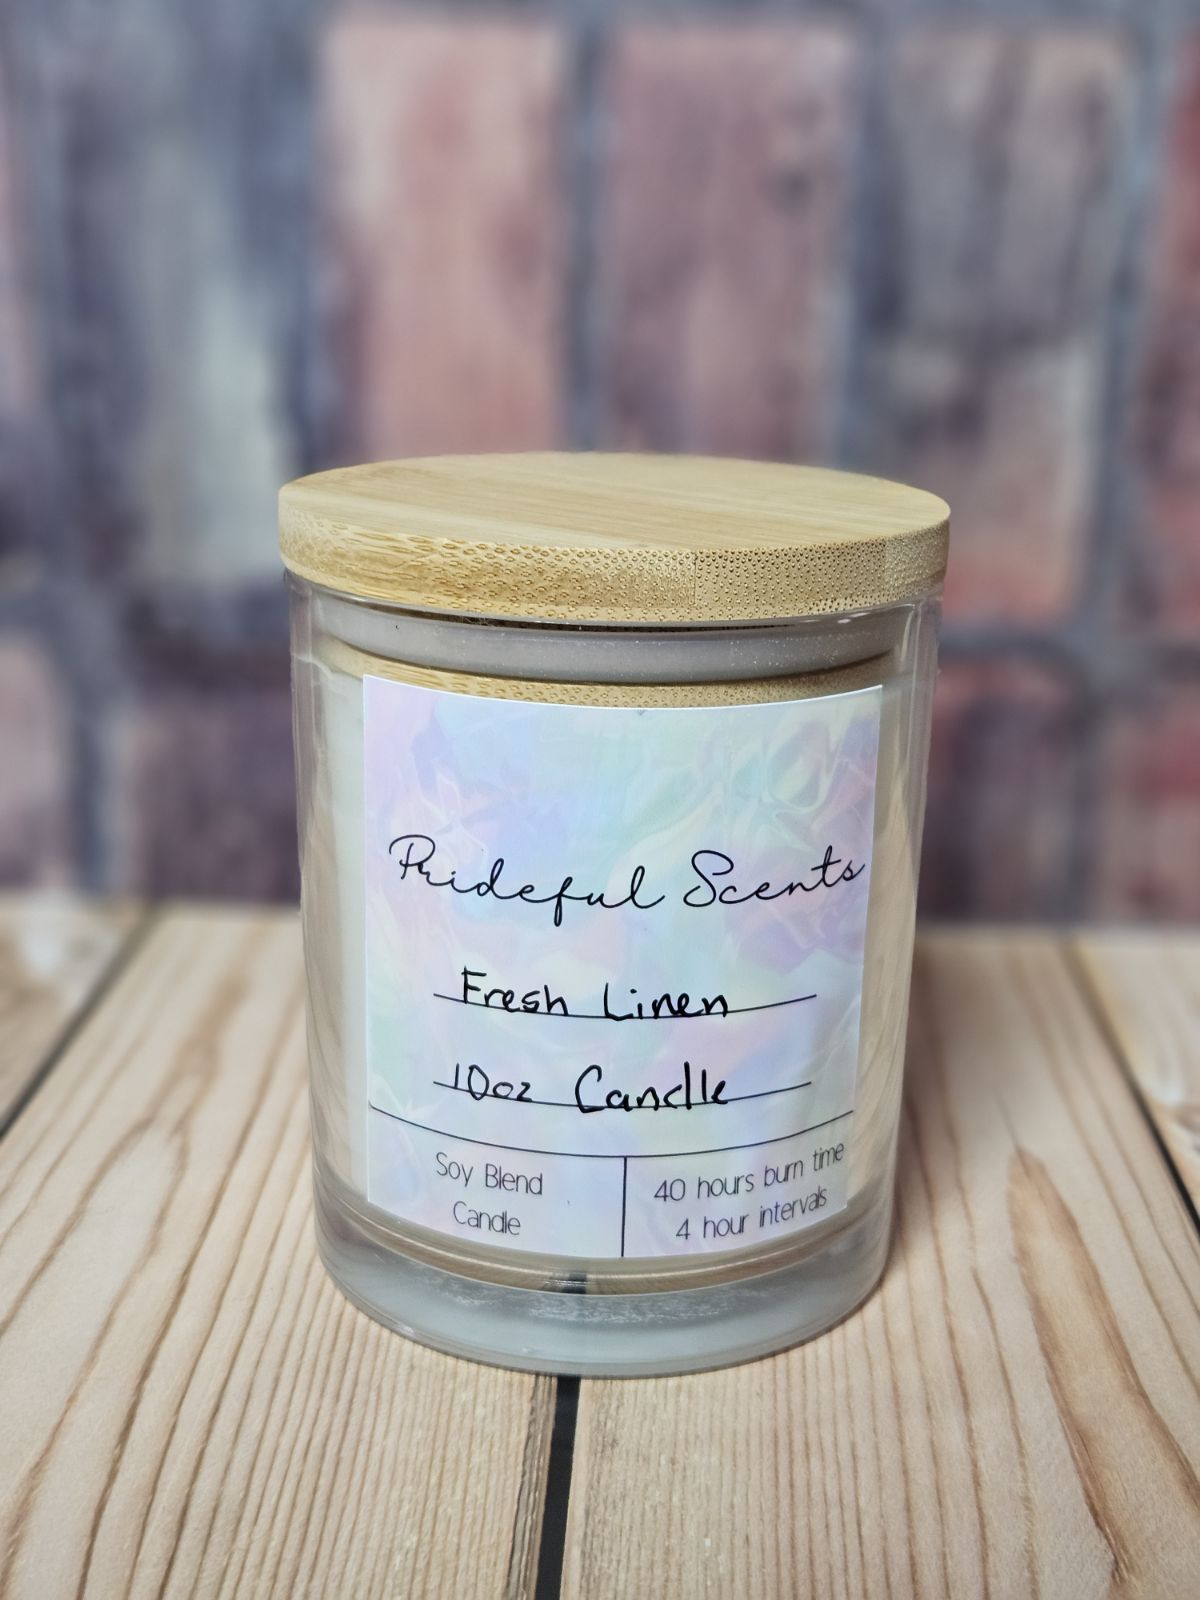 Prideful Scents
Fresh Linen
10oz Candle
Soy Blend
Candle
40 hours burn time
4 hour intervals